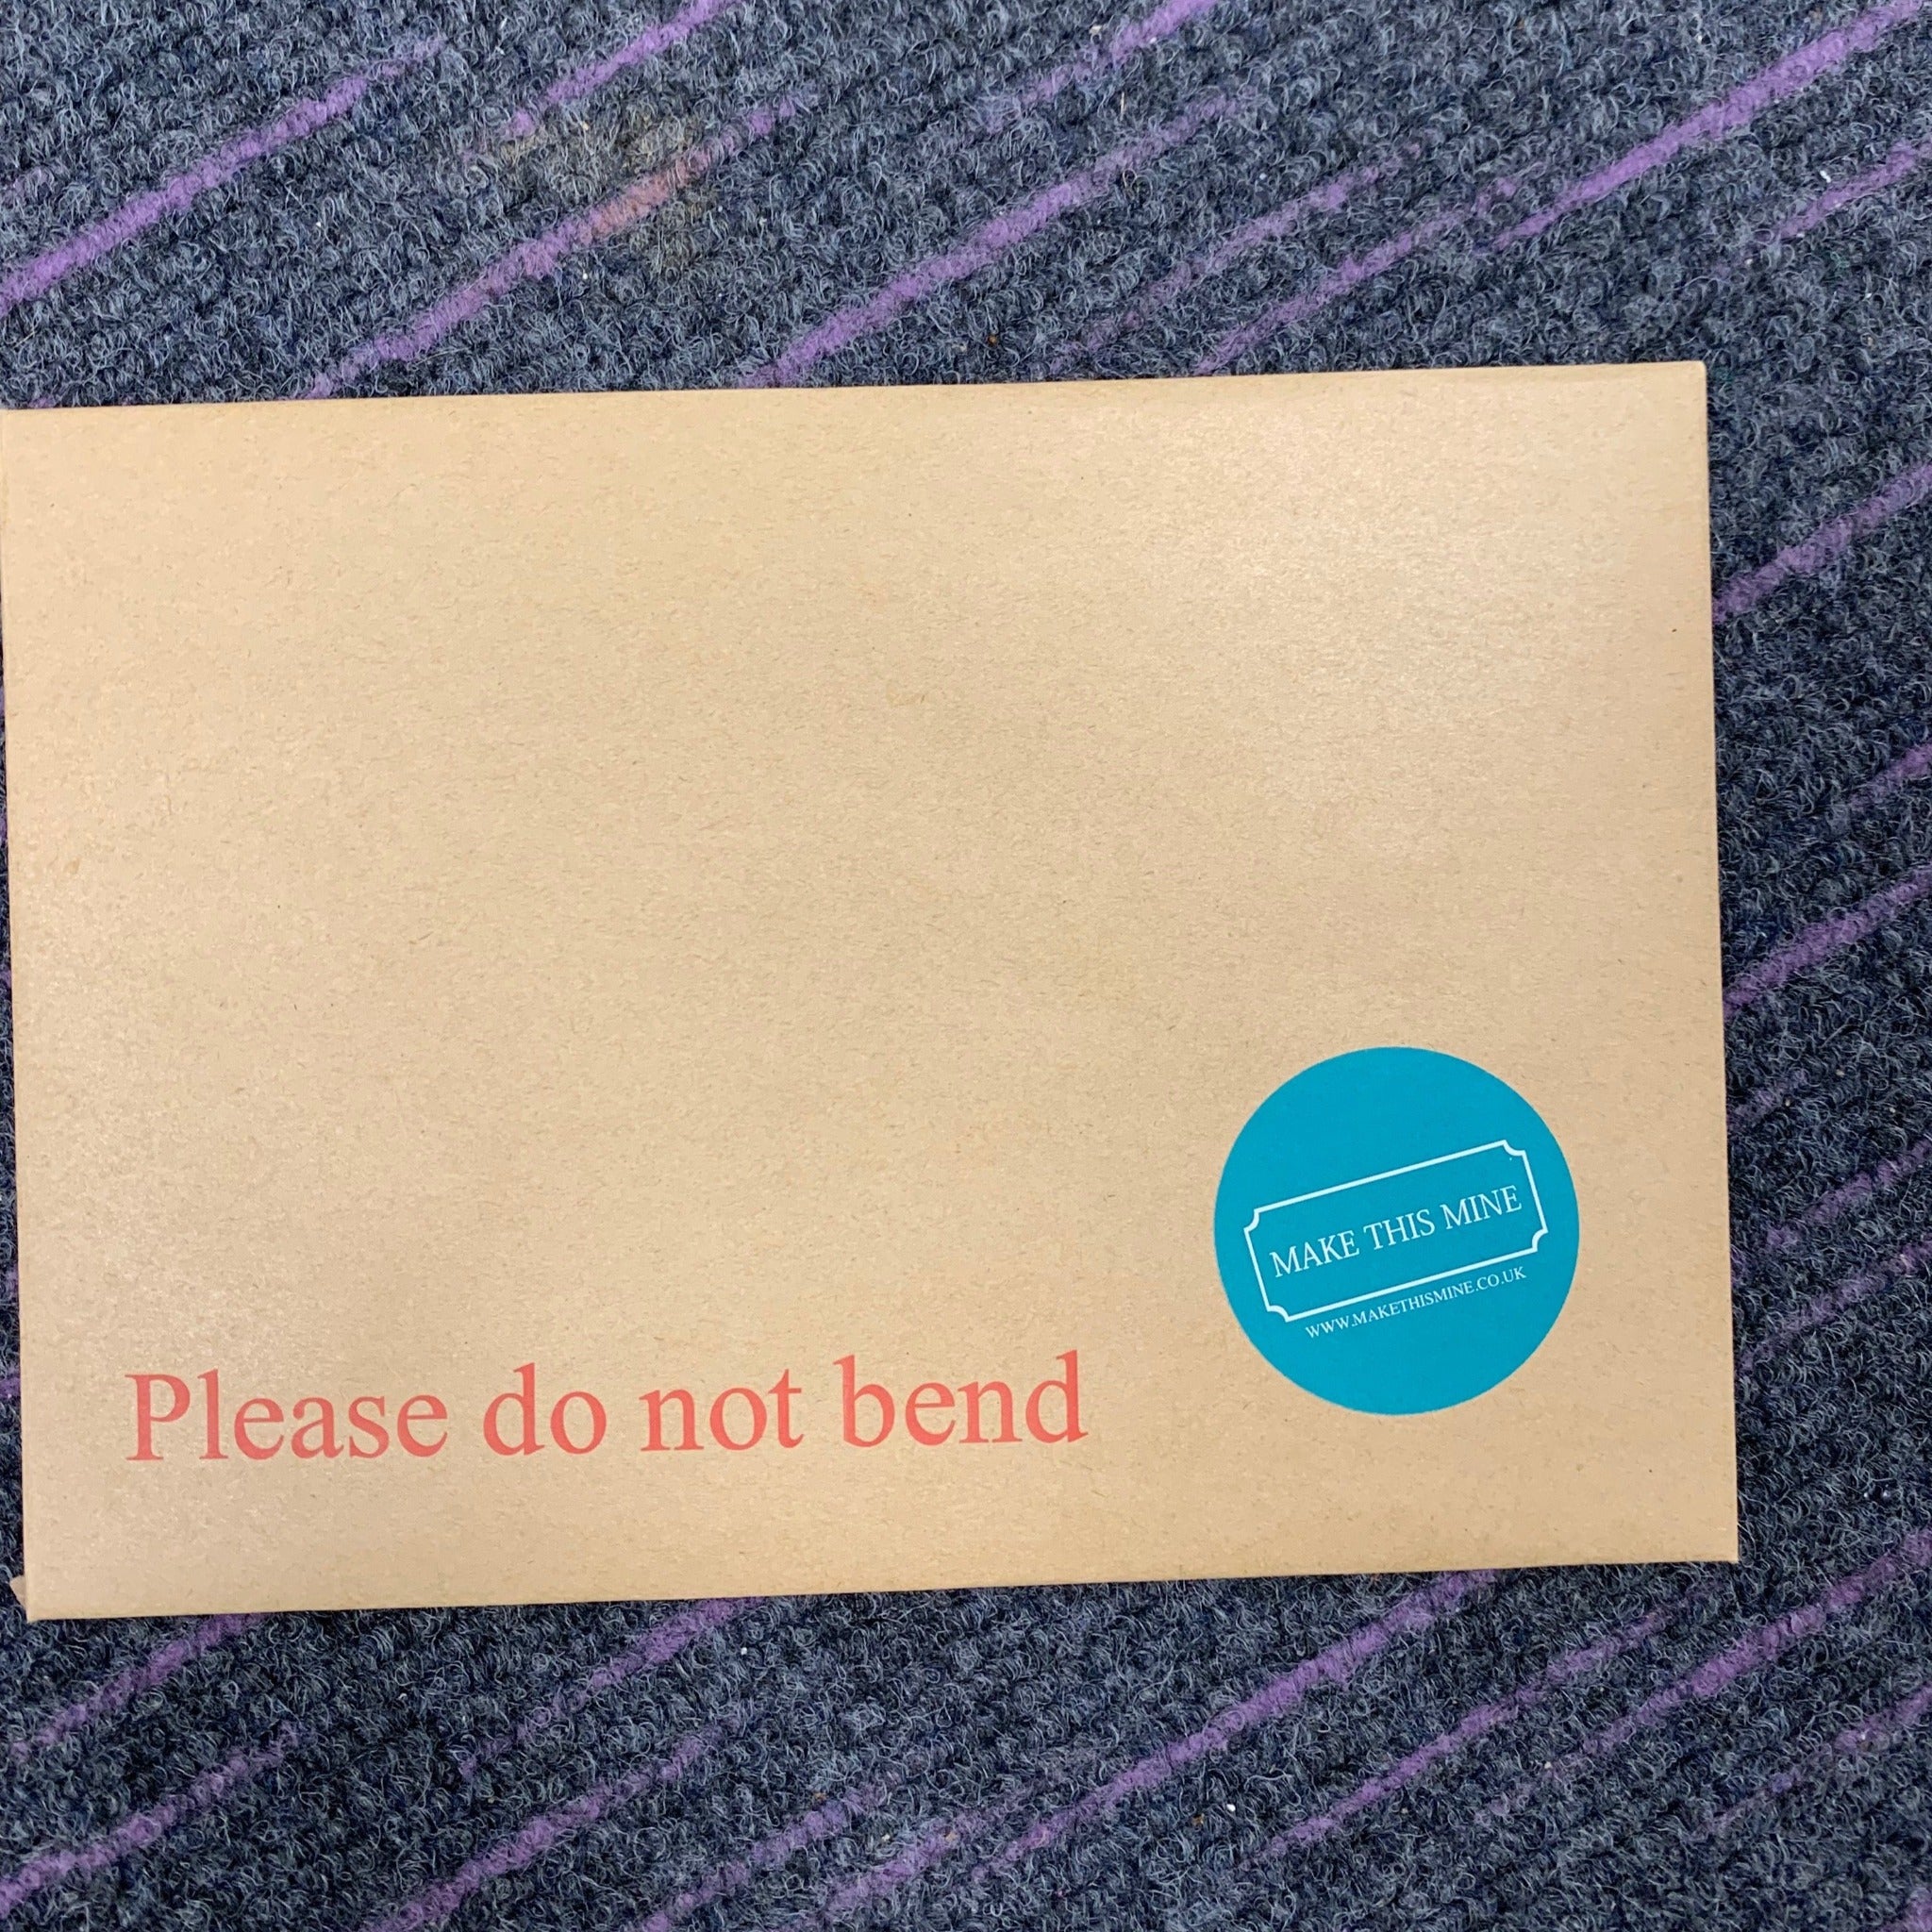 Please do not bend
MAKE THIS MINE
WWW.MAKETHISMINE.CO.UK